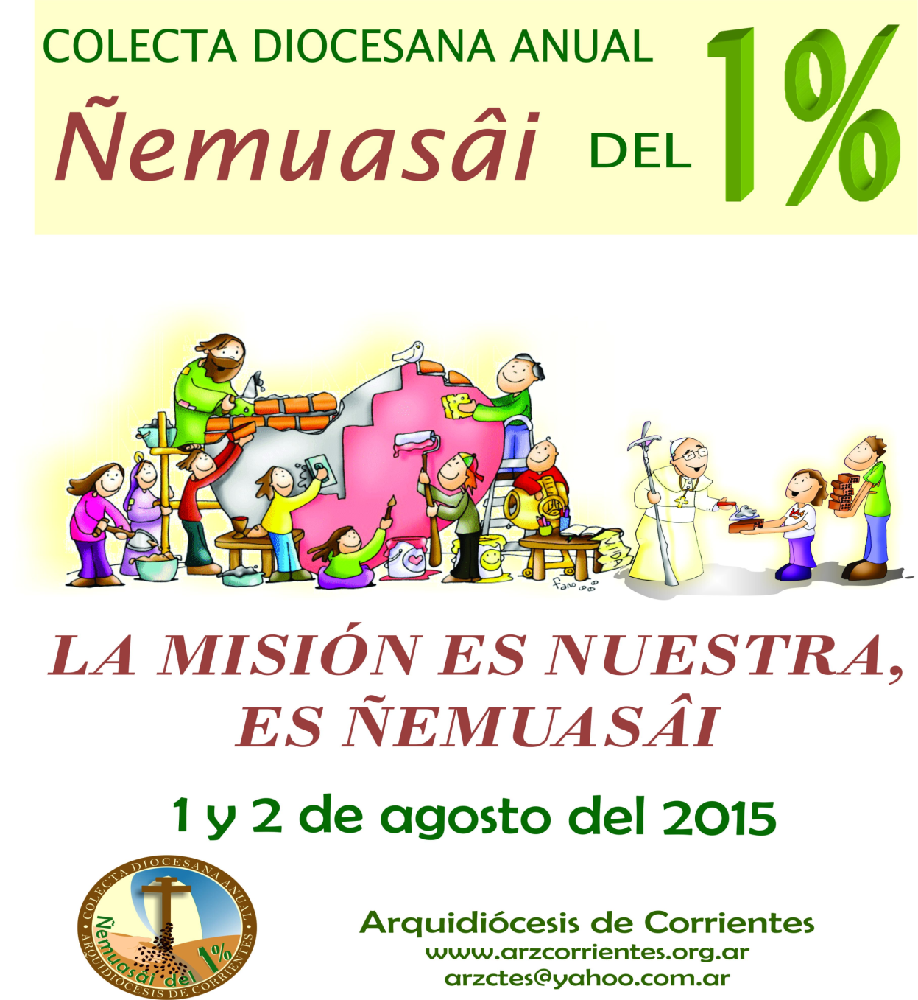 COLECTA DIOCESANA ANUAL
Ñemuasâi DEL 1%
fano
LA MISIÓN ES NUESTRA,
ES ÑEMUASÂI
1 y 2 de agosto del 2015
COLECTA DIOCESANA ANUAL
Ñemuasâi del 1%
ARQUIDIOCESIS DE CORRIENTES
Arquidiócesis de Corrientes
www.arzcorrientes.org.ar
arzctes@yahoo.com.ar